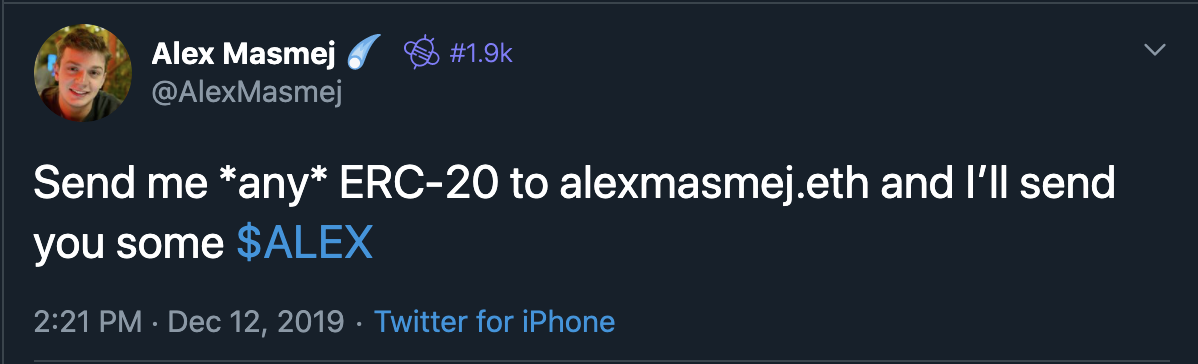 Alex Masmej ☄️ #1.9k
@AlexMasmej
Send me *any* ERC-20 to alexmasmej.eth and I’ll send
you some $ALEX
2:21 PM · Dec 12, 2019 · Twitter for iPhone